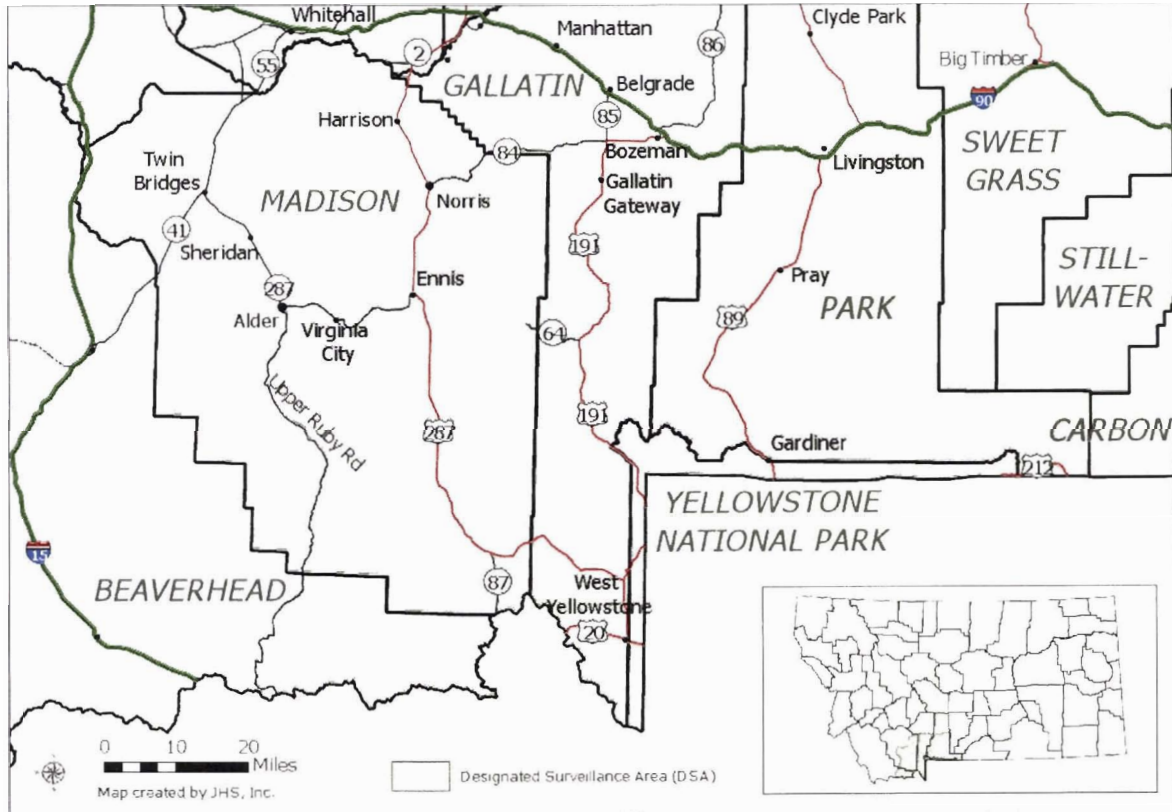 Whitehall
Clyde Park
Manhattan
86
2
Big Timber
55
GALLATIN
Belgrade
90
Harrison
85
SWEET
GRASS
84
Bozeman
Livingston
Twin
Bridges
MADISON
Norris
Gallatin
Gateway
41
Sheridan
191
STILL-
WATER
Ennis
Pray
287
PARK
Alder
Virginia
City
64
89
Upper Ruby Rd
191
287
CARBON
Gardiner
212
YELLOWSTONE
NATIONAL PARK
15
BEAVERHEAD
87
West
Yellowstone
20
0 10 20
Miles
Map created by JHS, Inc.
Designated Surveillance Area (DSA)